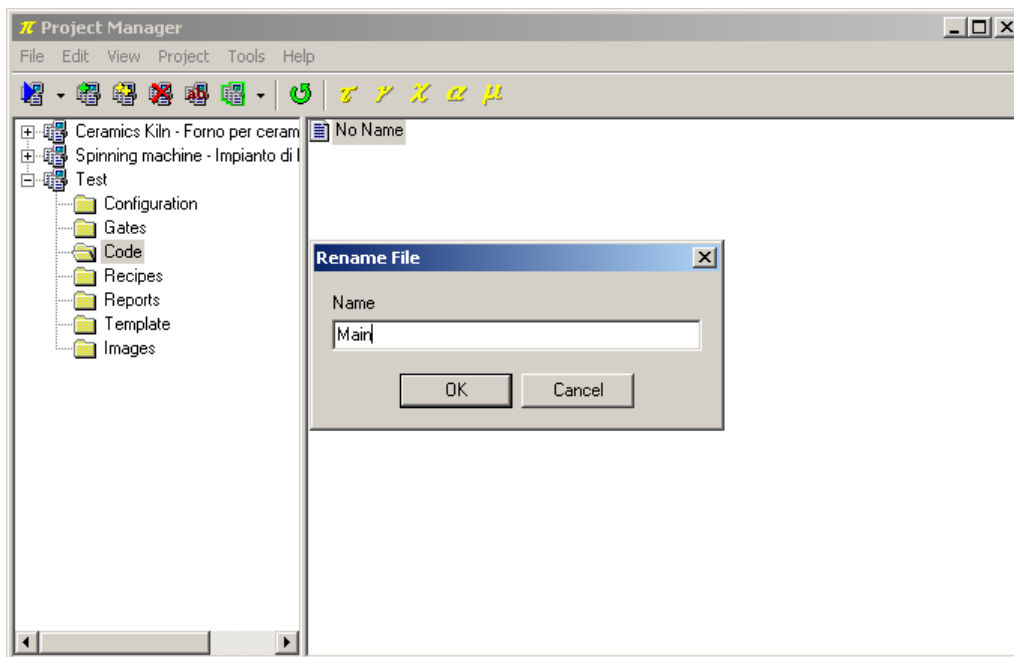 π Project Manager
File Edit View Project Tools Help
τ γ χ α μ
Ceramics Kiln - Forno per ceram
Spinning machine - Impianto di
Test
Configuration
Gates
Code
Recipes
Reports
Template
Images
No Name
Rename File
Name
Main
OK Cancel